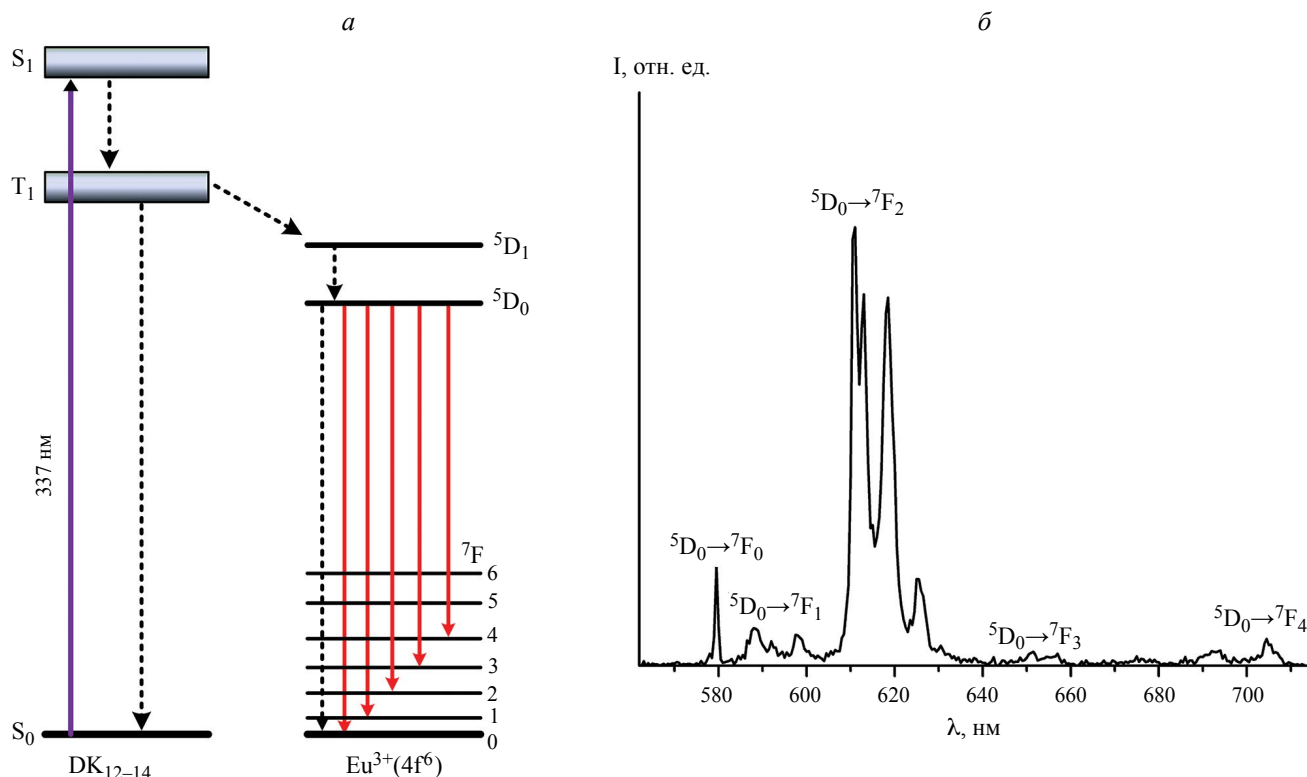 а
S₁
T₁
⁵D₁
⁵D₀
337 нм
⁷F
6
5
4
3
2
1
0
S₀
DK₁₂₋₁₄
Eu³⁺(4f⁶)
б
I, отн. ед.
⁵D₀→⁷F₂
⁵D₀→⁷F₀
⁵D₀→⁷F₁
⁵D₀→⁷F₃
⁵D₀→⁷F₄
580 600 620 640 660 680 700
λ, нм